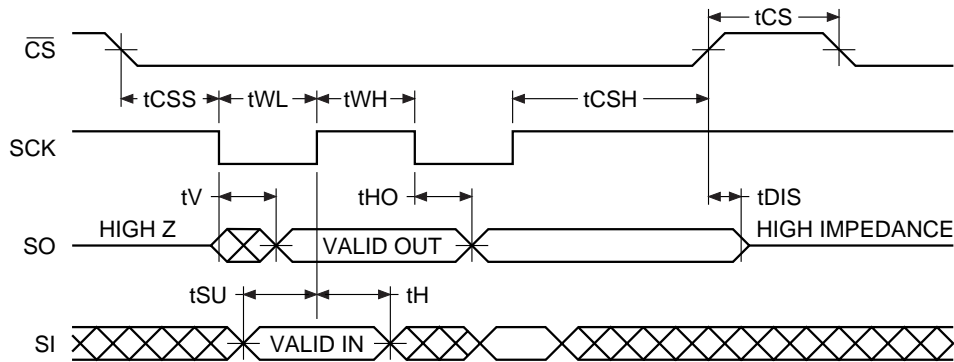 tCS
CS
tCSS tWL tWH tCSH
SCK
tV tHO tDIS
HIGH Z VALID OUT HIGH IMPEDANCE
SO
tSU tH
SI VALID IN